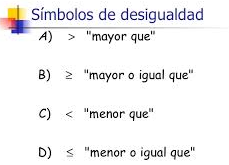 Símbolos de desigualdad
A) > "mayor que"
B) ≥ "mayor o igual que"
C) < "menor que"
D) ≤ "menor o igual que"